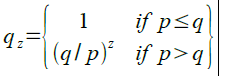 q_z = { 1 if p ≤ q
(q/p)^z if p > q